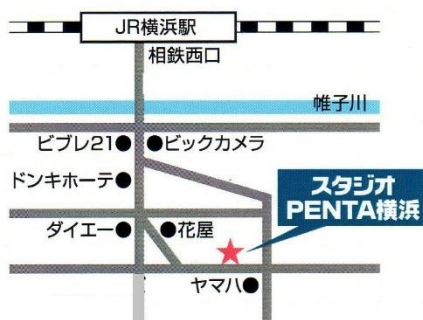 JR横浜駅
相鉄西口
帷子川
ビブレ21●
●ビックカメラ
ドンキホーテ●
スタジオ
PENTA横浜
ダイエー●
●花屋
ヤマハ●